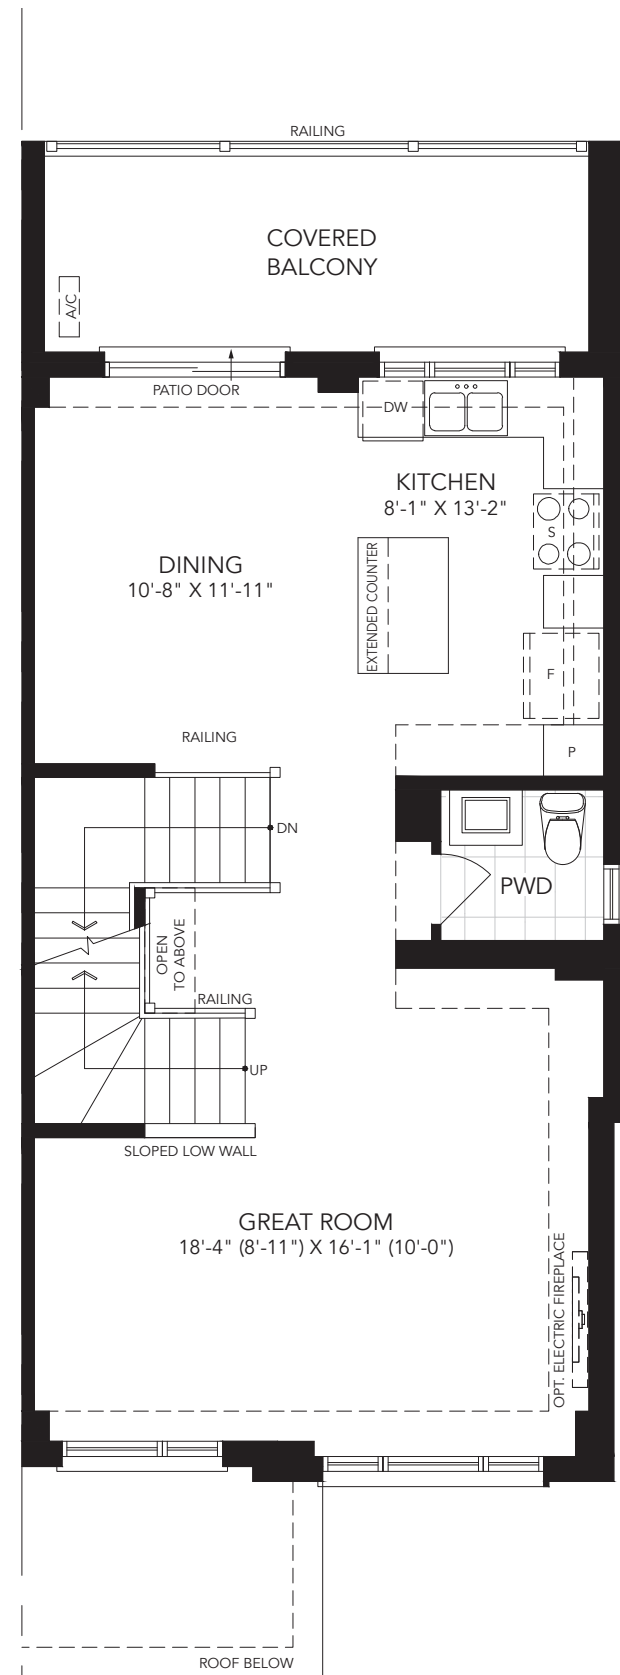 RAILING
COVERED
BALCONY
A/C
PATIO DOOR
DW
KITCHEN
8'-1" X 13'-2"
S
DINING
10'-8" X 11'-11"
EXTENDED COUNTER
F
RAILING
P
DN
PWD
OPEN
TO ABOVE
RAILING
UP
SLOPED LOW WALL
GREAT ROOM
18'-4" (8'-11") X 16'-1" (10'-0")
OPT. ELECTRIC FIREPLACE
ROOF BELOW